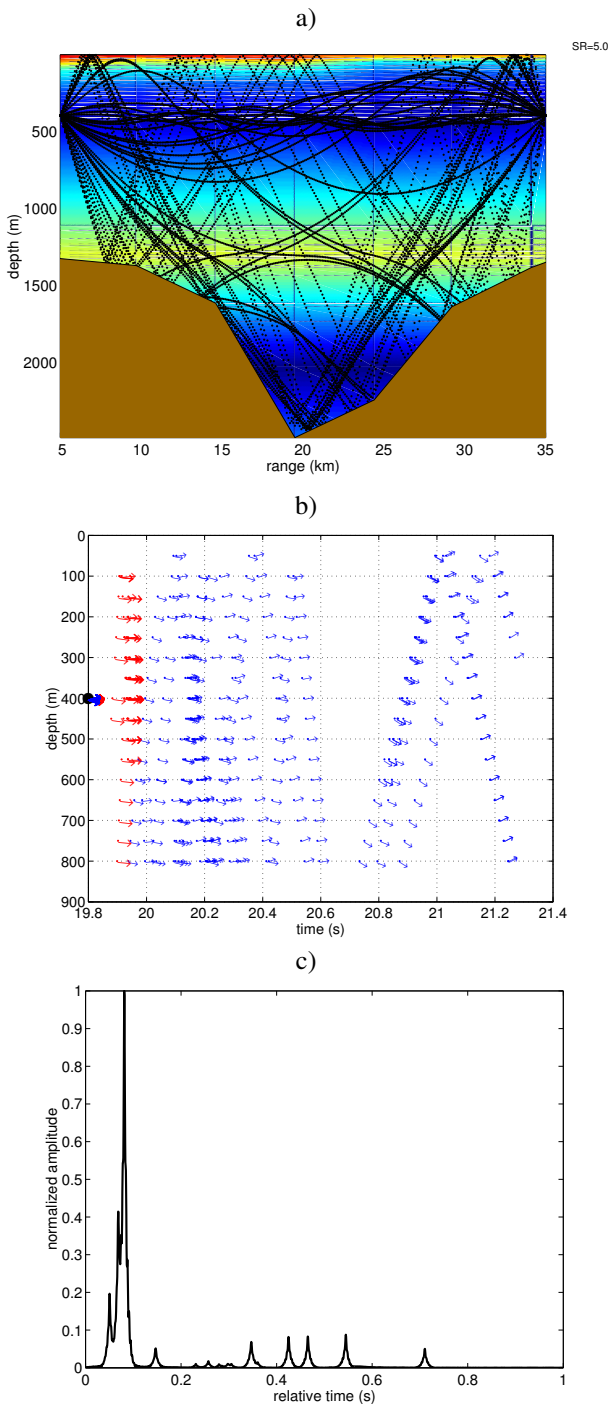 a)
SR=5.0
500
1000
1500
2000
depth (m)
5 10 15 20 25 30 35
range (km)
b)
0
100
200
300
400
500
600
700
800
900
depth (m)
19.8 20 20.2 20.4 20.6 20.8 21 21.2 21.4
time (s)
c)
1
0.9
0.8
0.7
0.6
0.5
0.4
0.3
0.2
0.1
0
normalized amplitude
0 0.2 0.4 0.6 0.8 1
relative time (s)